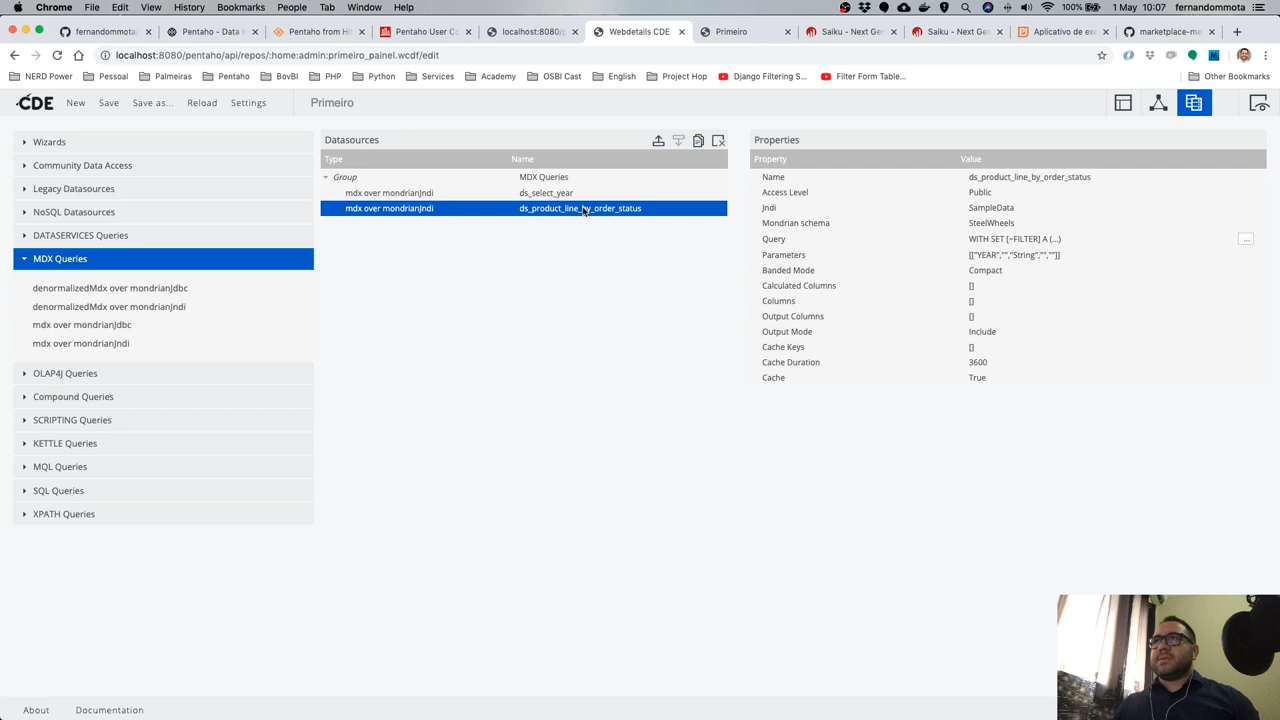 Chrome File Edit View History Bookmarks People Tab Window Help 100% 1 May 10:07 fernandommota
fernandommota/ Pentaho - Data I Pentaho from Hi Pentaho User Co localhost:8080/p Webdetails CDE Primeiro Saiku - Next Gen Saiku - Next Gen Aplicativo de ex marketplace-me
localhost:8080/pentaho/api/repos/:home:admin:primeiro_painel.wcdf/edit
NERD Power Pessoal Palmeiras Pentaho BovBI PHP Python Services Academy OSBI Cast English Project Hop Django Filtering S... Filter Form Table... Other Bookmarks
CDE New Save Save as... Reload Settings Primeiro
Wizards
Community Data Access
Legacy Datasources
NoSQL Datasources
DATASERVICES Queries
MDX Queries
denormalizedMdx over mondrianJdbc
denormalizedMdx over mondrianJndi
mdx over mondrianJdbc
mdx over mondrianJndi
OLAP4J Queries
Compound Queries
SCRIPTING Queries
KETTLE Queries
MQL Queries
SQL Queries
XPATH Queries
Datasources
Type Name
Group MDX Queries
mdx over mondrianJndi ds_select_year
mdx over mondrianJndi ds_product_line_by_order_status
Properties
Property Value
Name ds_product_line_by_order_status
Access Level Public
Jndi SampleData
Mondrian schema SteelWheels
Query WITH SET [~FILTER] A (...) ...
Parameters [["YEAR","","String","",""]]
Banded Mode Compact
Calculated Columns []
Columns []
Output Columns []
Output Mode Include
Cache Keys []
Cache Duration 3600
Cache True
About Documentation